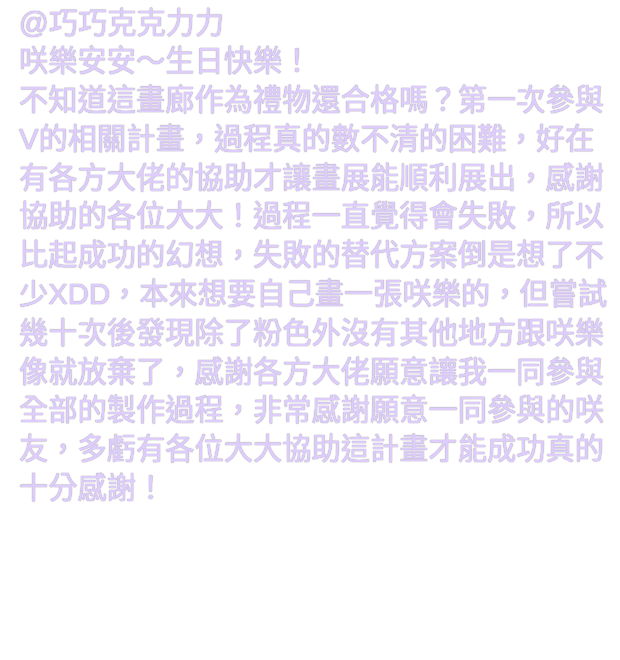 @巧巧克克力力
咲樂安安～生日快樂！
不知道這畫廊作為禮物還合格嗎？第一次參與
V的相關計畫，過程真的數不清的困難，好在
有各方大佬的協助才讓畫展能順利展出，感謝
協助的各位大大！過程一直覺得會失敗，所以
比起成功的幻想，失敗的替代方案倒是想了不
少XDD，本來想要自己畫一張咲樂的，但嘗試
幾十次後發現除了粉色外沒有其他地方跟咲樂
像就放棄了，感謝各方大佬願意讓我一同參與
全部的製作過程，非常感謝願意一同參與的咲
友，多虧有各位大大協助這計畫才能成功真的
十分感謝！